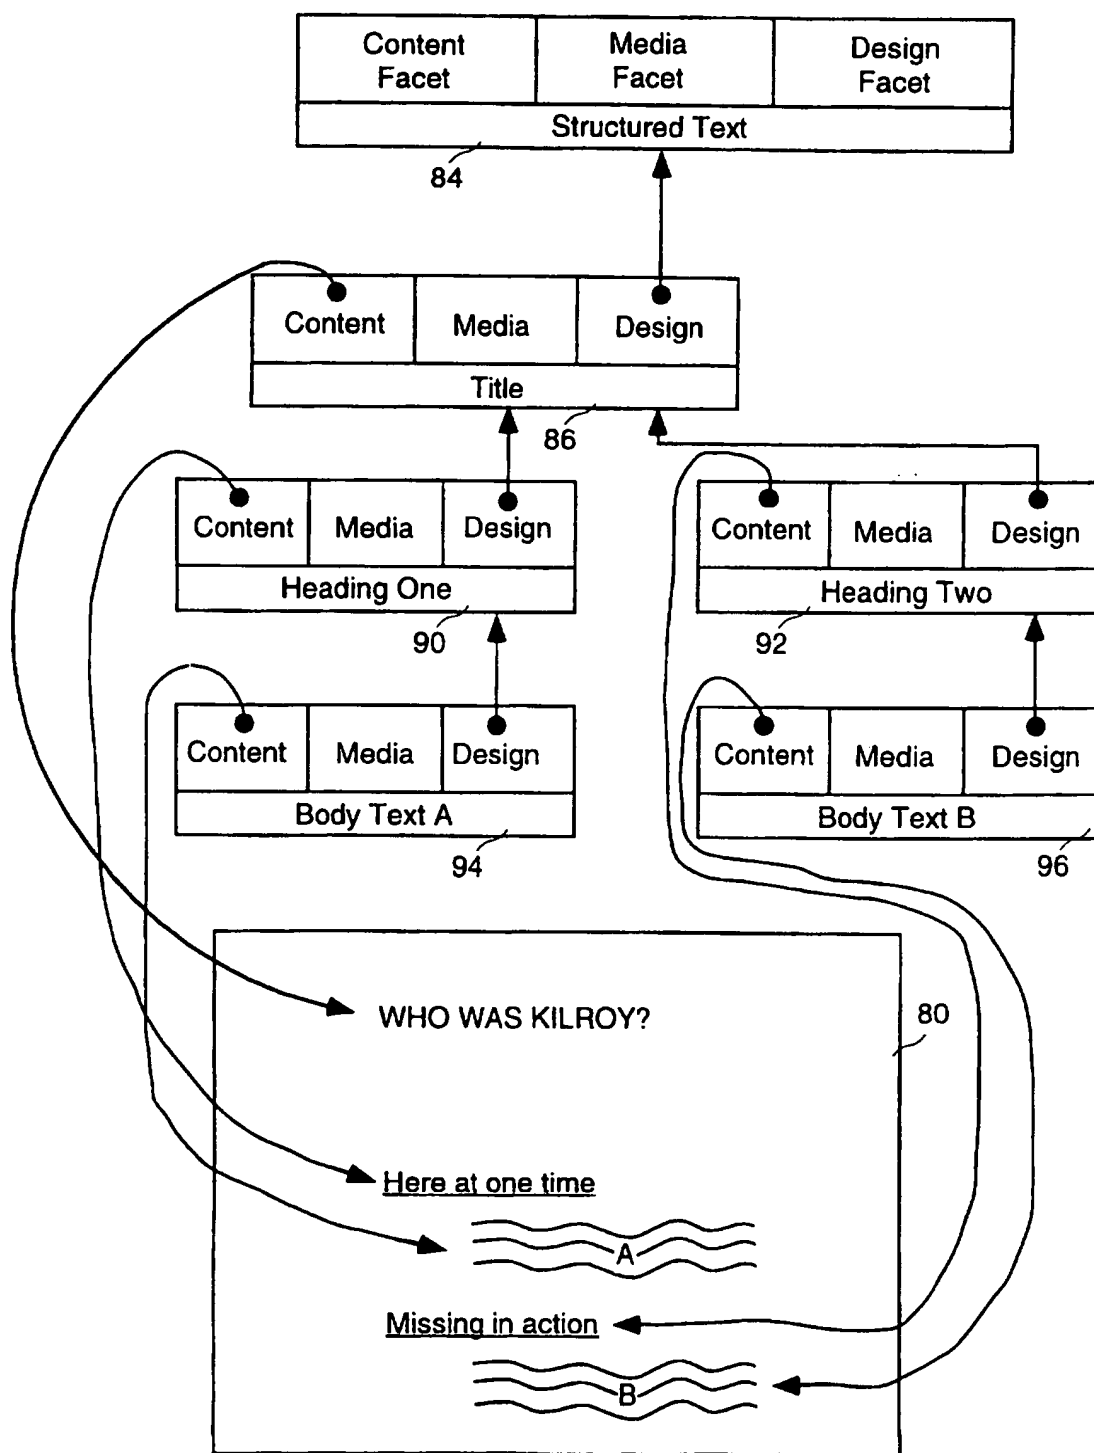 Content Facet
Media Facet
Design Facet
Structured Text
84
Content
Media
Design
Title
86
Content
Media
Design
Heading One
90
Content
Media
Design
Heading Two
92
Content
Media
Design
Body Text A
94
Content
Media
Design
Body Text B
96
80
WHO WAS KILROY?
Here at one time
A
Missing in action
B